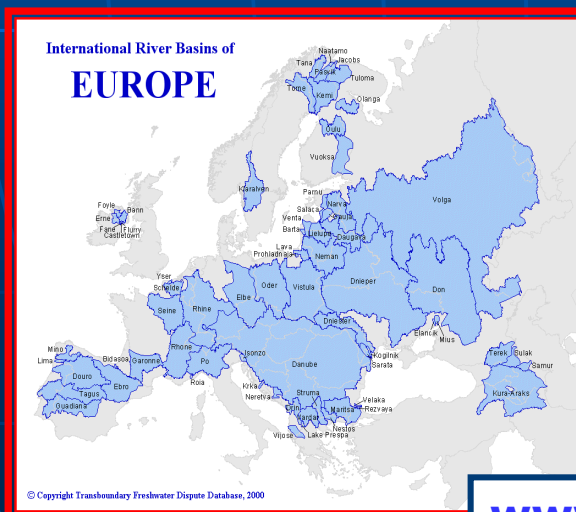 International River Basins of
EUROPE
Naatamo
Jacobs
Tana
Pasvik
Tuloma
Torne
Kemi
Olanga
Oulu
Vuoksa
Klaralven
Parnu
Narva
Salaca
Venta
Barta
Lielupe
Daugava
Lava
Prohladnaja
Neman
Volga
Foyle
Bann
Erne
Fane
Flurry
Castletown
Yser
Schelde
Seine
Rhine
Elbe
Oder
Vistula
Dnieper
Don
Dniester
Elancik
Mius
Rhone
Po
Isonzo
Danube
Kogilnik
Sarata
Mino
Lima
Bidasoa
Garonne
Douro
Ebro
Tagus
Guadiana
Roia
Krka
Neretva
Struma
Drin
Vardar
Maritsa
Velaka
Rezvaya
Nestos
Vijose
Lake Prespa
Terek
Sulak
Samur
Kura-Araks
© Copyright Transboundary Freshwater Dispute Database, 2000